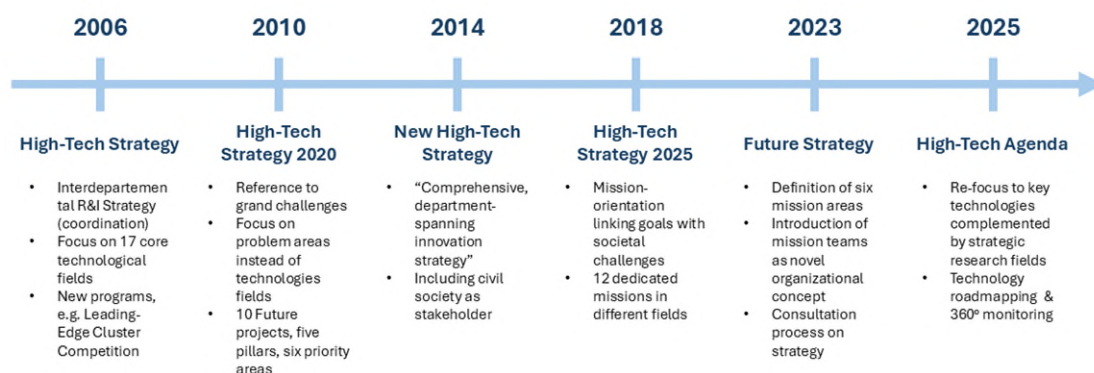 2006
2010
2014
2018
2023
2025
High-Tech Strategy
• Interdepartemen
tal R&I Strategy
(coordination)
• Focus on 17 core
technological
fields
• New programs,
e.g. Leading-
Edge Cluster
Competition
High-Tech
Strategy 2020
• Reference to
grand challenges
• Focus on
problem areas
instead of
technologies
fields
• 10 Future
projects, five
pillars, six priority
areas
New High-Tech
Strategy
• “Comprehensive,
department-
spanning
innovation
strategy”
• Including civil
society as
stakeholder
High-Tech
Strategy 2025
• Mission-
orientation
linking goals with
societal
challenges
• 12 dedicated
missions in
different fields
Future Strategy
• Definition of six
mission areas
• Introduction of
mission teams
as novel
organizational
concept
• Consultation
process on
strategy
High-Tech Agenda
• Re-focus to key
technologies
complemented
by strategic
research fields
• Technology
roadmapping &
360° monitoring